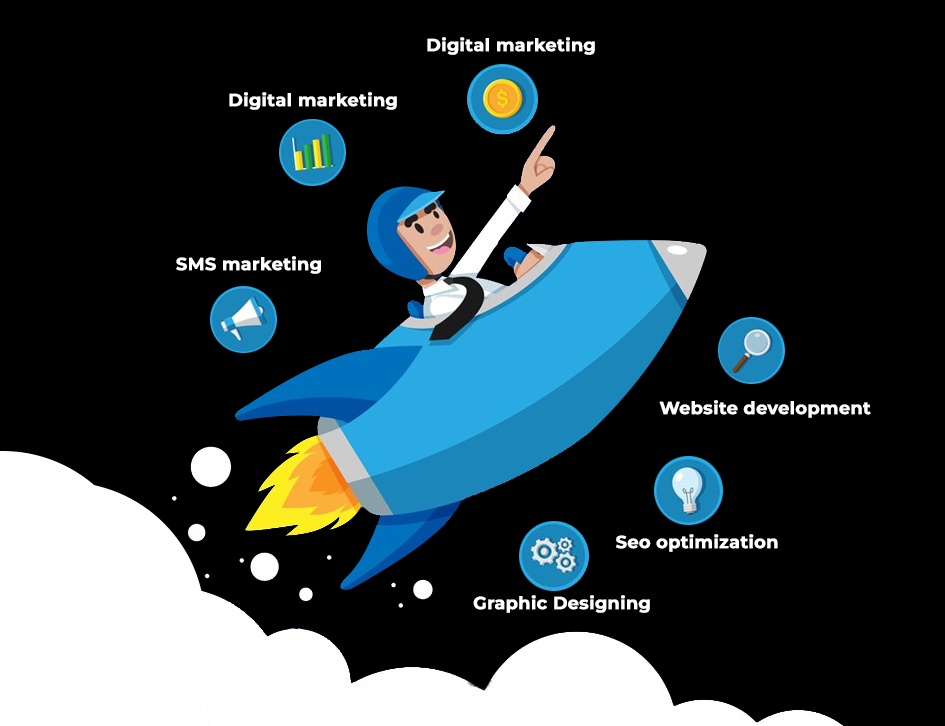 Digital marketing
Digital marketing
$
SMS marketing
Website development
Seo optimization
Graphic Designing